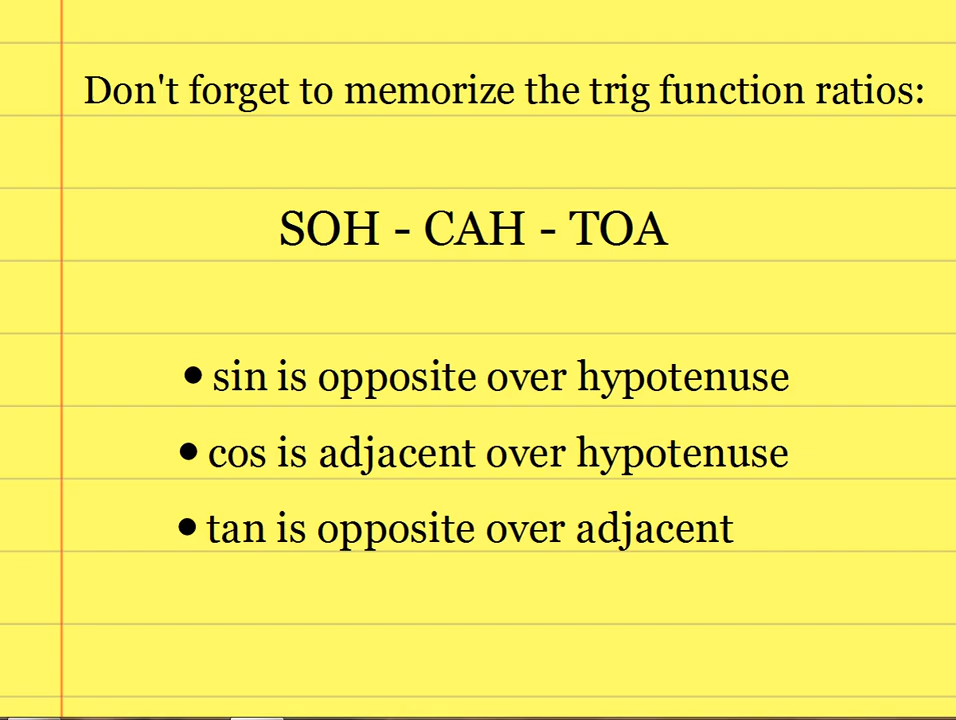 Don't forget to memorize the trig function ratios:
SOH - CAH - TOA
• sin is opposite over hypotenuse
• cos is adjacent over hypotenuse
• tan is opposite over adjacent